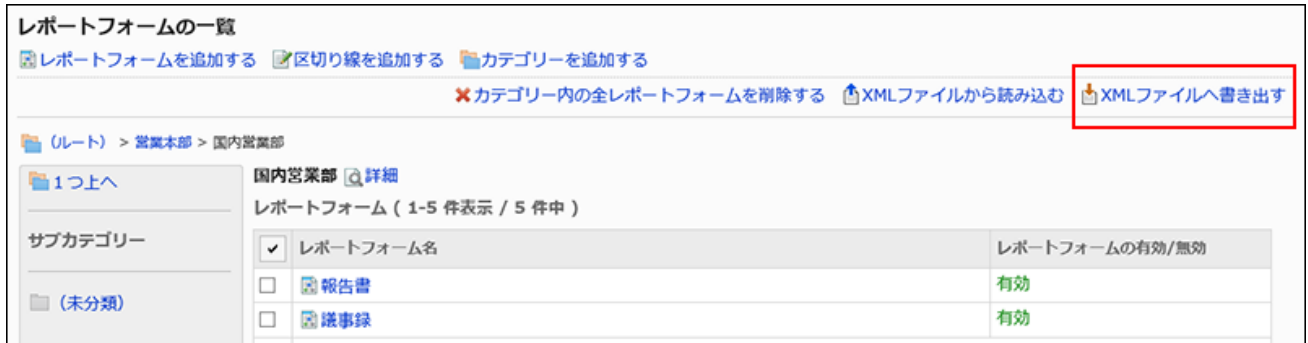 レポートフォームの一覧
レポートフォームを追加する 区切り線を追加する カテゴリーを追加する
カテゴリー内の全レポートフォームを削除する XMLファイルから読み込む XMLファイルへ書き出す
（ルート） > 営業本部 > 国内営業部
1つ上へ
サブカテゴリー
（未分類）
国内営業部 詳細
レポートフォーム ( 1-5 件表示 / 5 件中 )
レポートフォーム名 レポートフォームの有効/無効
報告書 有効
議事録 有効